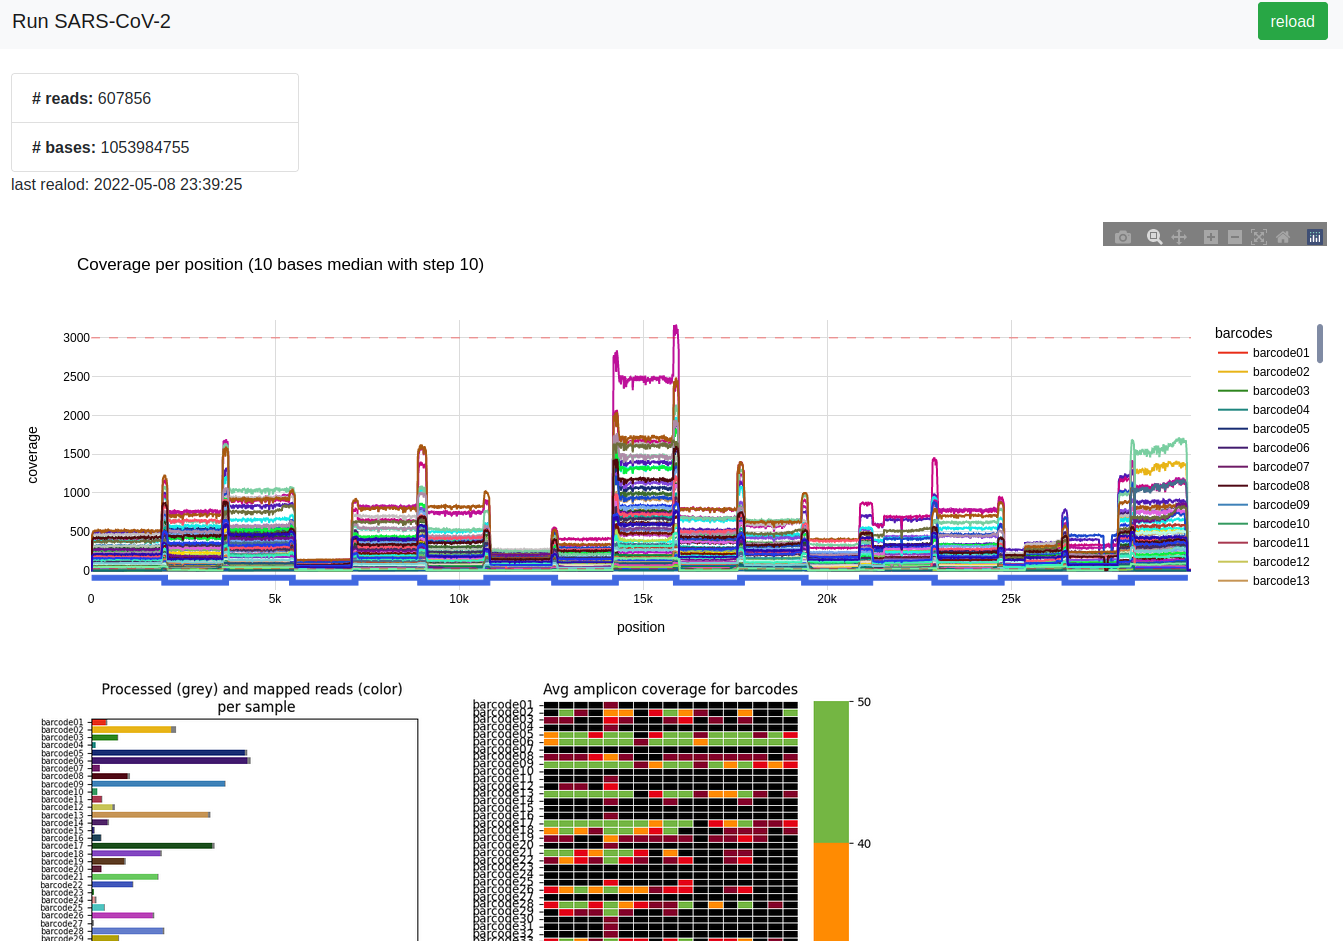 Run SARS-CoV-2
reload
# reads: 607856
# bases: 1053984755
last realod: 2022-05-08 23:39:25
Coverage per position (10 bases median with step 10)
3000
2500
2000
1500
1000
500
0
coverage
0
5k
10k
15k
20k
25k
position
barcodes
barcode01
barcode02
barcode03
barcode04
barcode05
barcode06
barcode07
barcode08
barcode09
barcode10
barcode11
barcode12
barcode13
Processed (grey) and mapped reads (color)
per sample
barcode01
barcode02
barcode03
barcode04
barcode05
barcode06
barcode07
barcode08
barcode09
barcode10
barcode11
barcode12
barcode13
barcode14
barcode15
barcode16
barcode17
barcode18
barcode19
barcode20
barcode21
barcode22
barcode23
barcode24
barcode25
barcode26
barcode27
barcode28
barcode29
Avg amplicon coverage for barcodes
barcode01
barcode02
barcode03
barcode04
barcode05
barcode06
barcode07
barcode08
barcode09
barcode10
barcode11
barcode12
barcode13
barcode14
barcode15
barcode16
barcode17
barcode18
barcode19
barcode20
barcode21
barcode22
barcode23
barcode24
barcode25
barcode26
barcode27
barcode28
barcode29
barcode30
barcode31
barcode32
barcode33
50
40